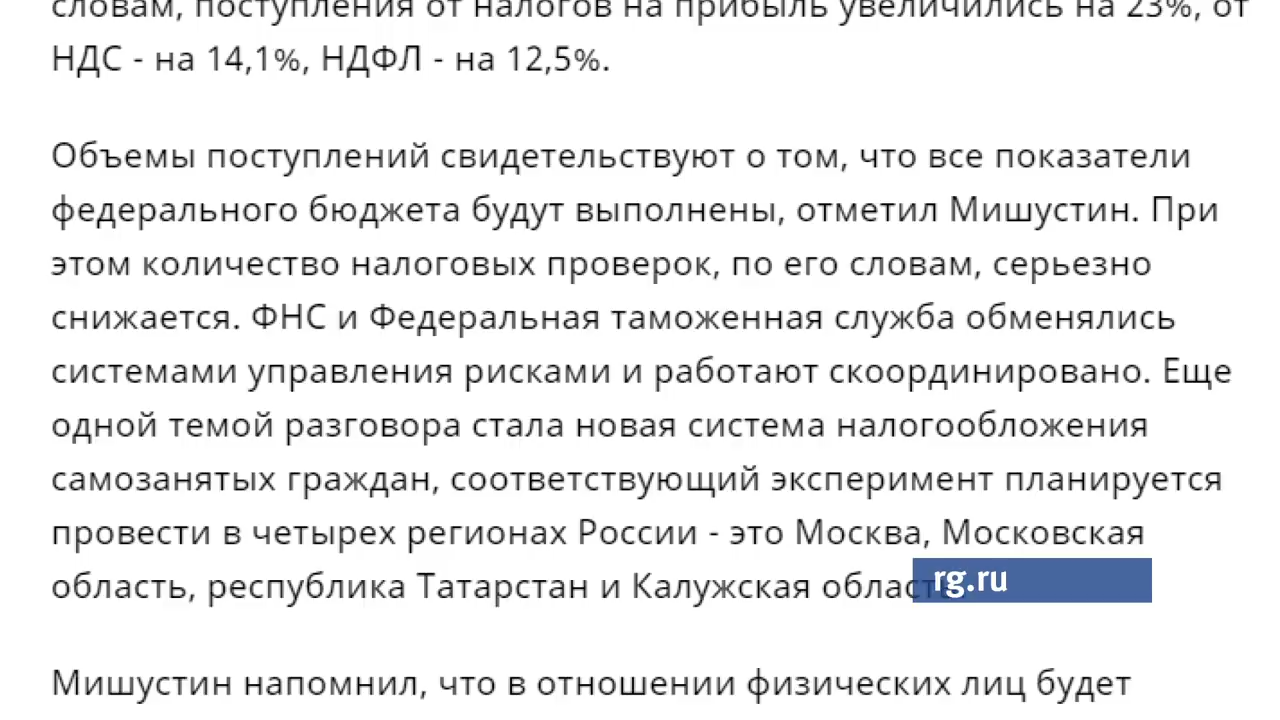 словам, поступления от налогов на прибыль увеличились на 23%, от
НДС - на 14,1%, НДФЛ - на 12,5%.
Объемы поступлений свидетельствуют о том, что все показатели
федерального бюджета будут выполнены, отметил Мишустин. При
этом количество налоговых проверок, по его словам, серьезно
снижается. ФНС и Федеральная таможенная служба обменялись
системами управления рисками и работают скоординировано. Еще
одной темой разговора стала новая система налогообложения
самозанятых граждан, соответствующий эксперимент планируется
провести в четырех регионах России - это Москва, Московская
область, республика Татарстан и Калужская область
rg.ru
Мишустин напомнил, что в отношении физических лиц будет